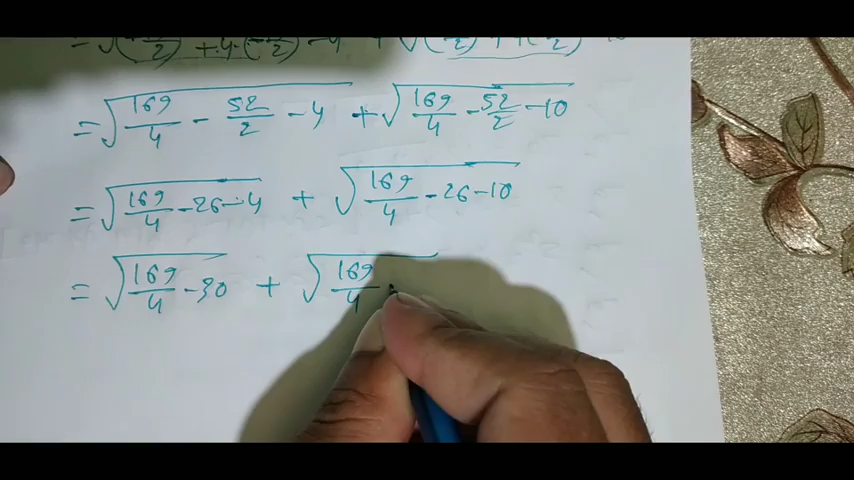 = √(169/4 - 52/2 - 4) + √(169/4 - 52/2 - 10)
= √(169/4 - 26 - 4) + √(169/4 - 26 - 10)
= √(169/4 - 30) + √(169/4